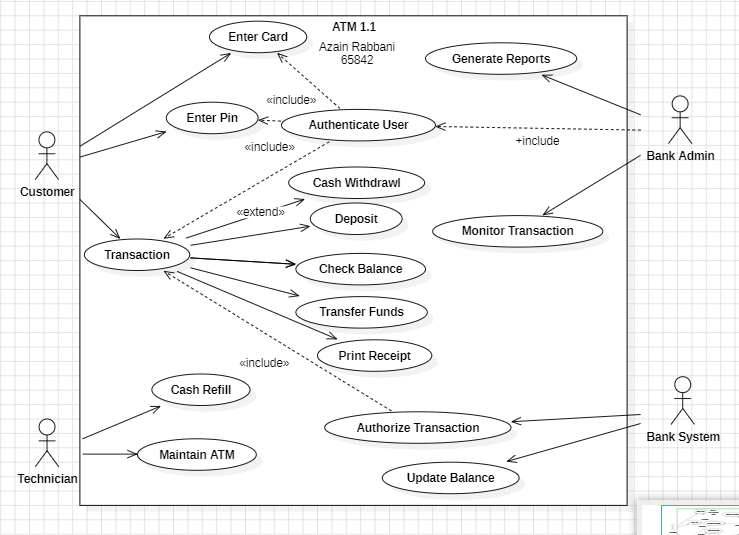 ATM 1.1
Azain Rabbani
65842
Enter Card
Generate Reports
«include»
Enter Pin
Authenticate User
+include
Bank Admin
«include»
Customer
Cash Withdrawl
«extend»
Deposit
Monitor Transaction
Transaction
Check Balance
Transfer Funds
Print Receipt
«include»
Cash Refill
Authorize Transaction
Bank System
Maintain ATM
Technician
Update Balance